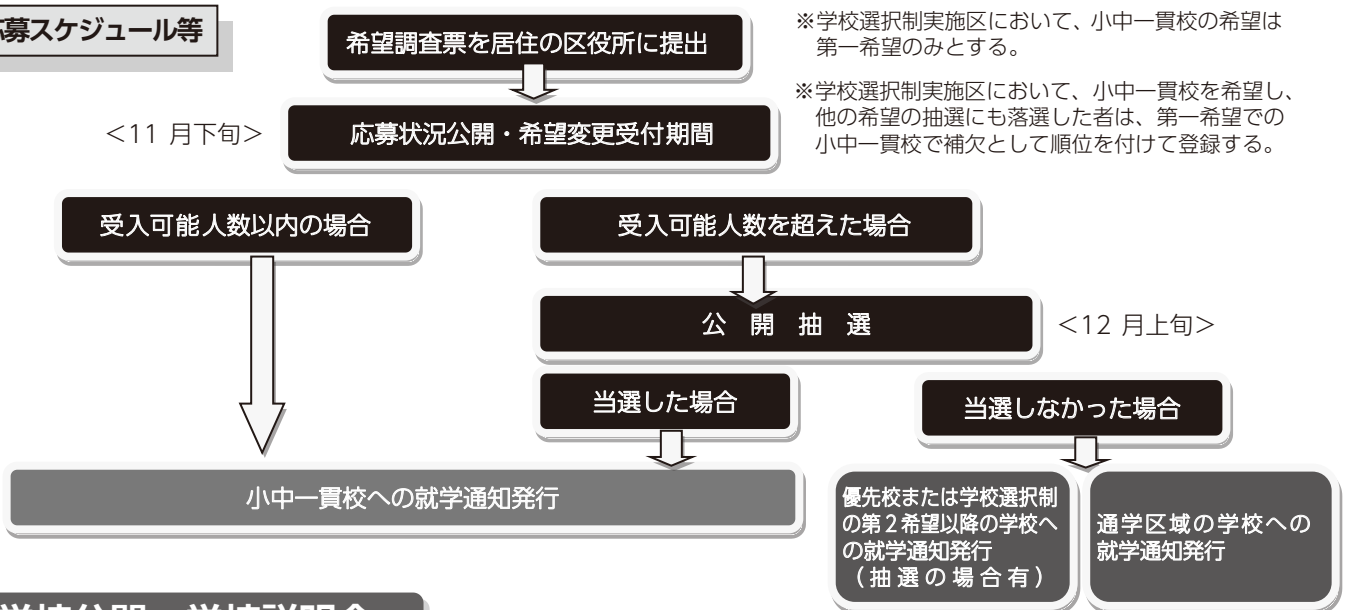 応募スケジュール等
希望調査票を居住の区役所に提出
※学校選択制実施区において、小中一貫校の希望は
第一希望のみとする。
※学校選択制実施区において、小中一貫校を希望し、
他の希望の抽選にも落選した者は、第一希望での
小中一貫校で補欠として順位を付けて登録する。
<11 月下旬>
応募状況公開・希望変更受付期間
受入可能人数以内の場合
受入可能人数を超えた場合
公 開 抽 選
<12 月上旬>
当選した場合
当選しなかった場合
小中一貫校への就学通知発行
優先校または学校選択制
の第2希望以降の学校へ
の就学通知発行
(抽選の場合有)
通学区域の学校への
就学通知発行
学校公開・学校説明会